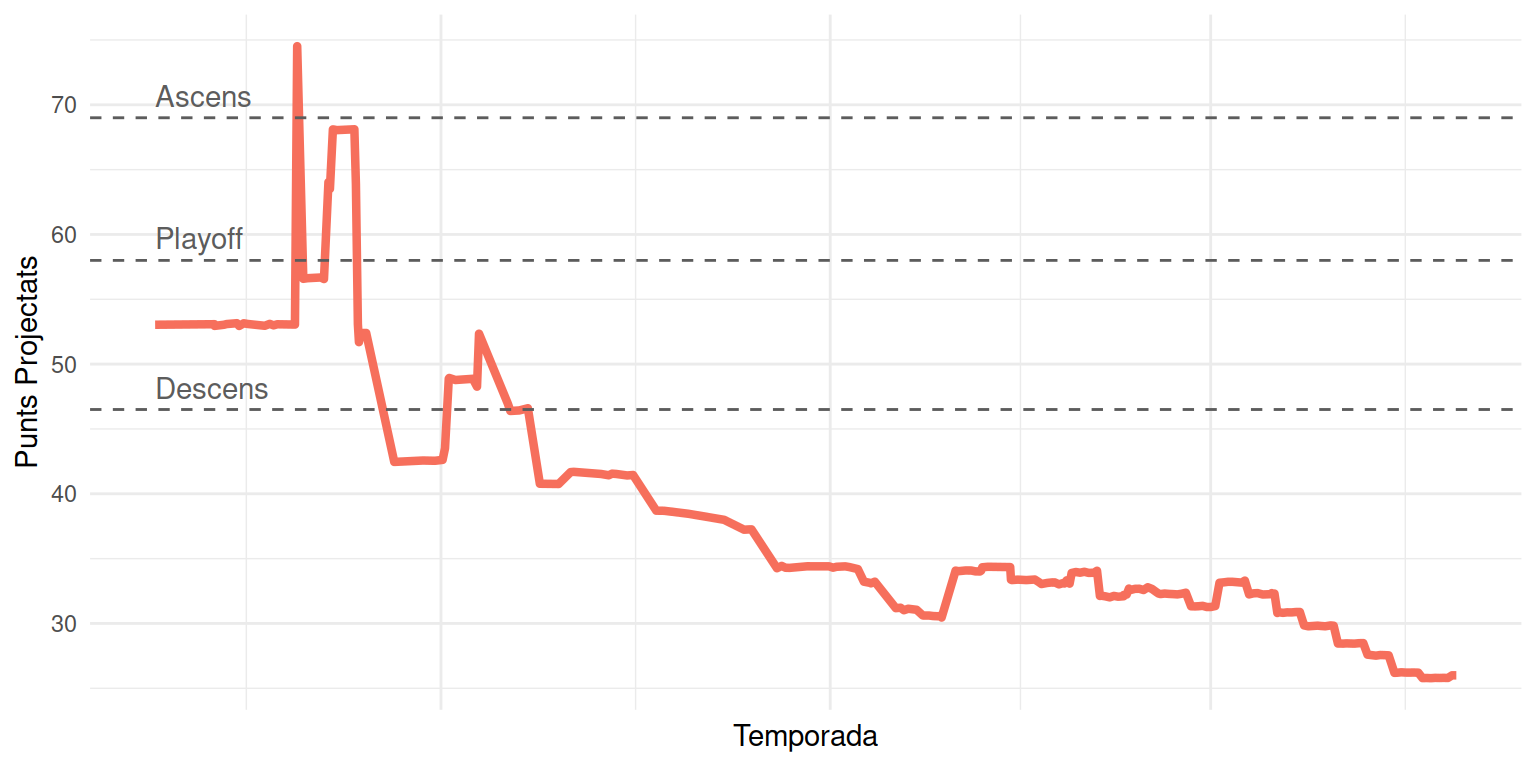 70
60
50
40
30
Ascens
Playoff
Descens
Punts Projectats
Temporada